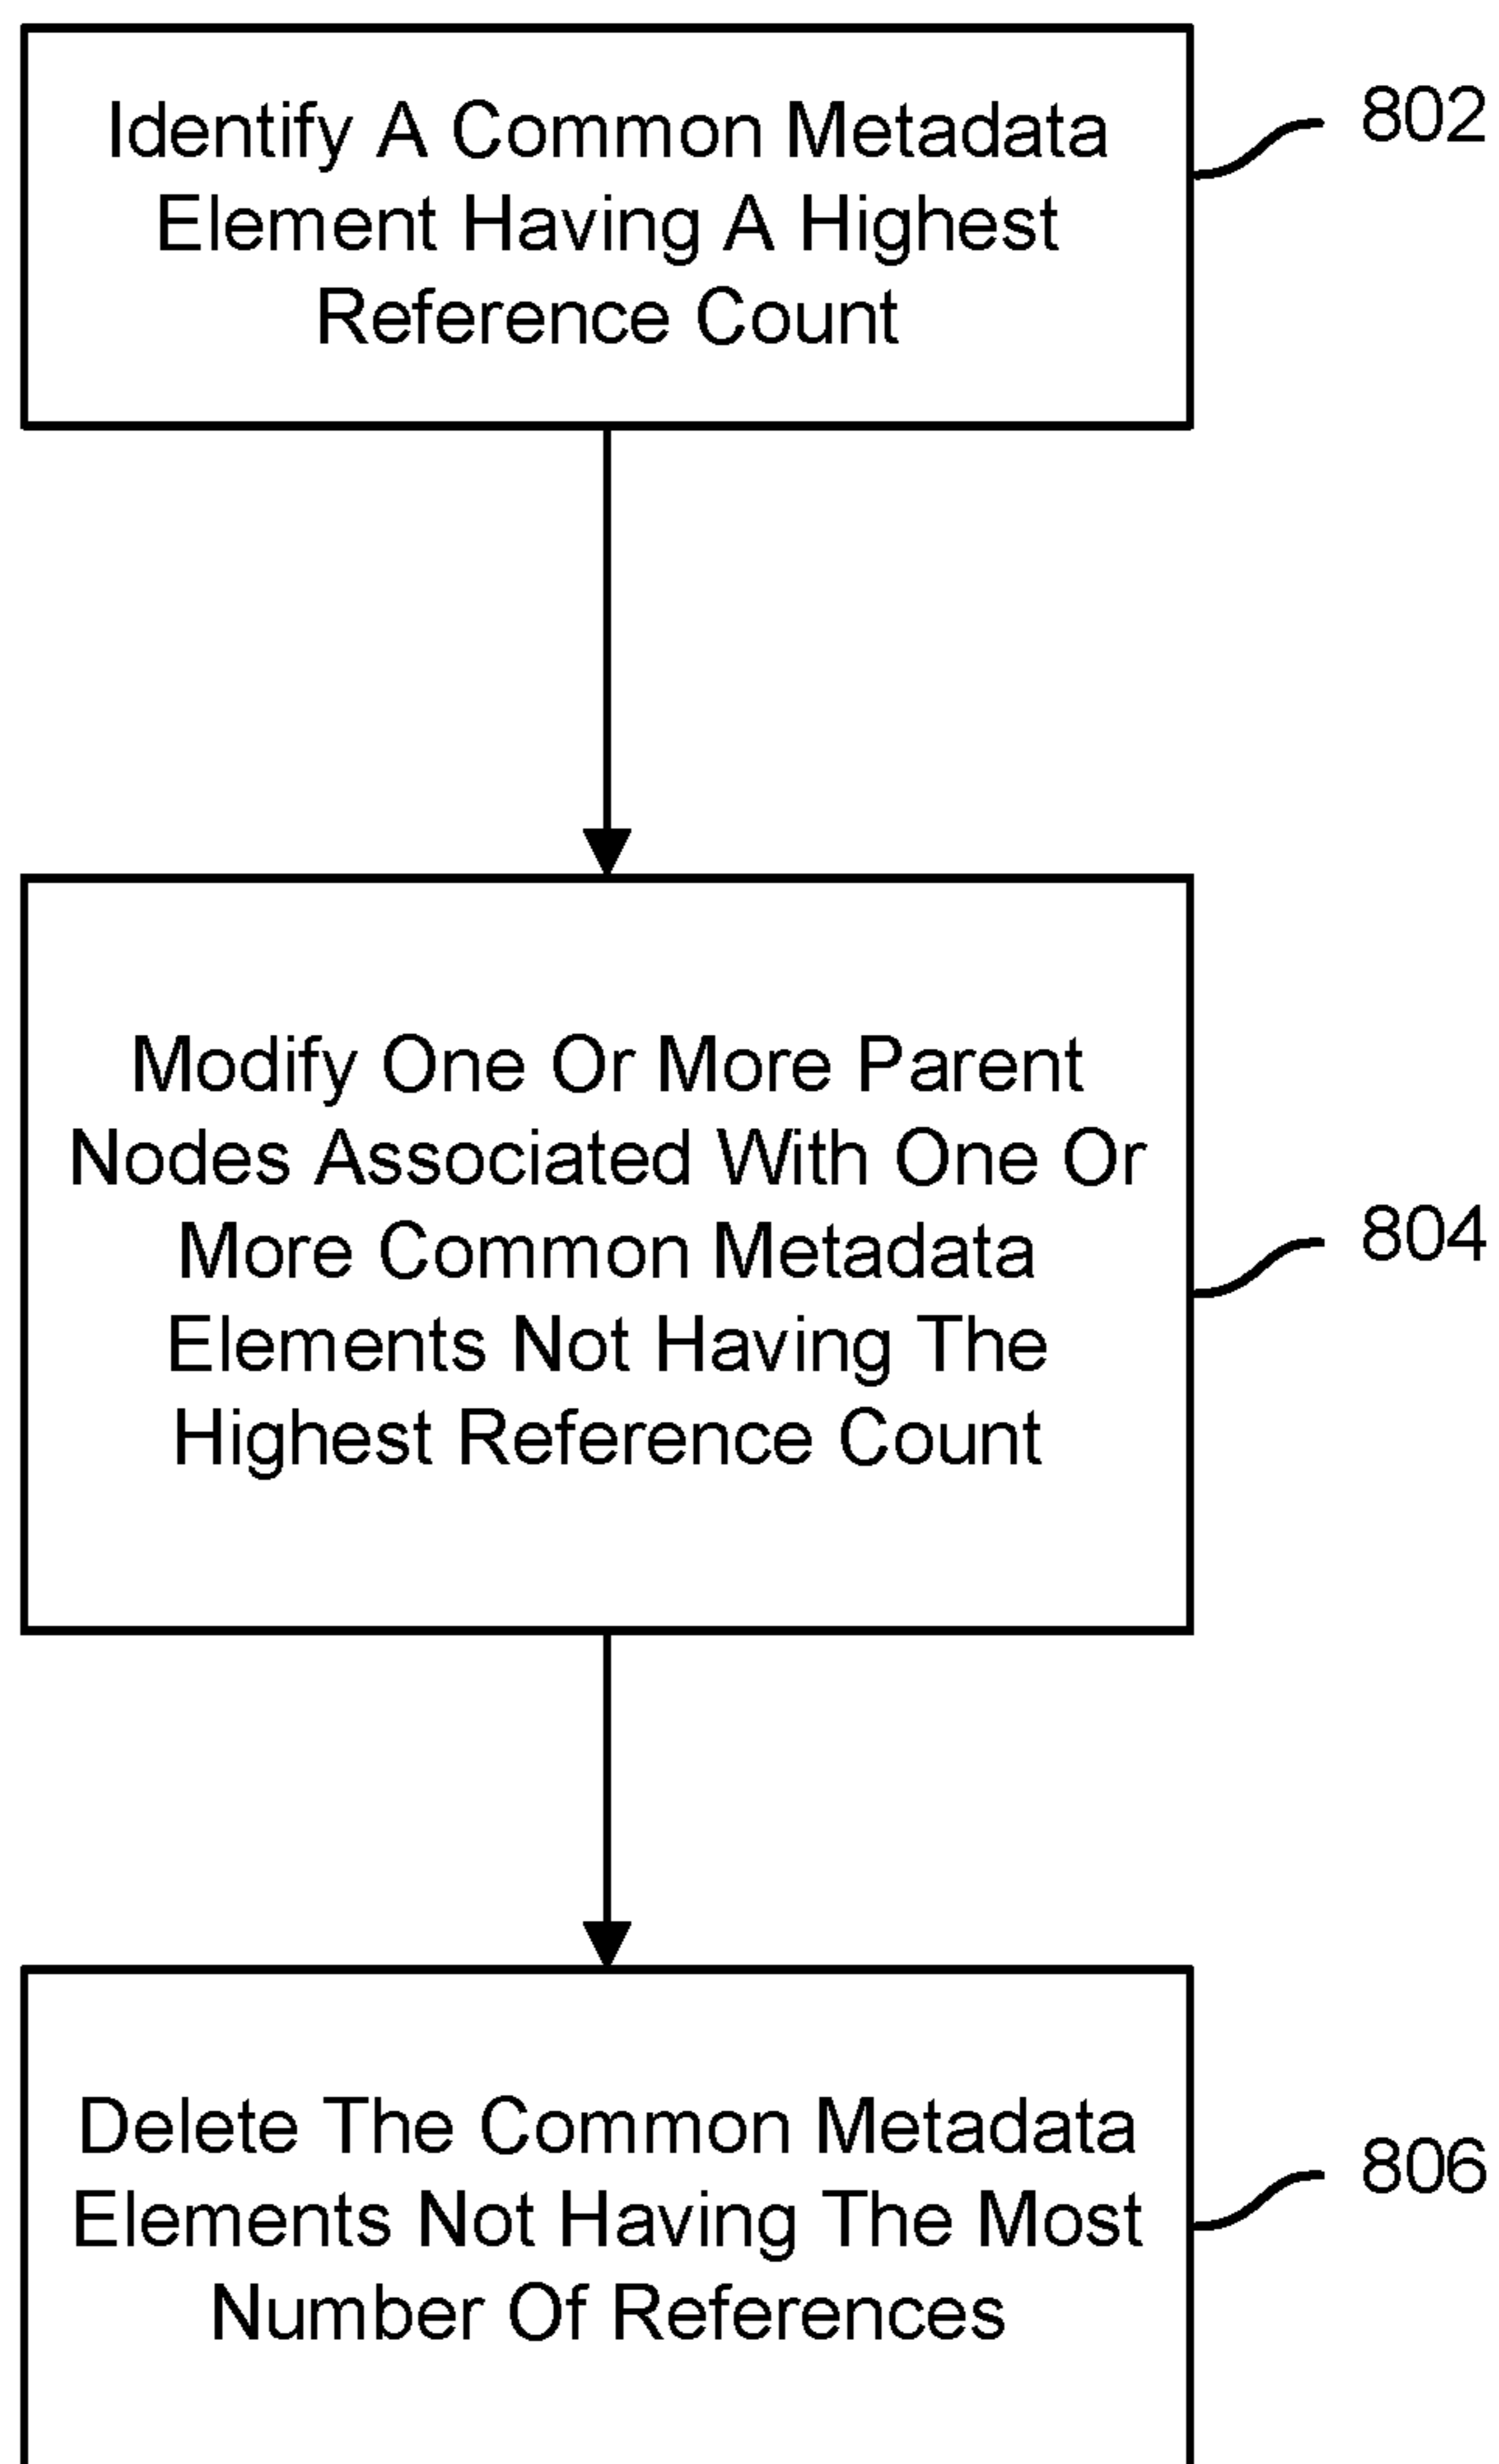 Identify A Common Metadata
Element Having A Highest
Reference Count
802
Modify One Or More Parent
Nodes Associated With One Or
More Common Metadata
Elements Not Having The
Highest Reference Count
804
Delete The Common Metadata
Elements Not Having The Most
Number Of References
806